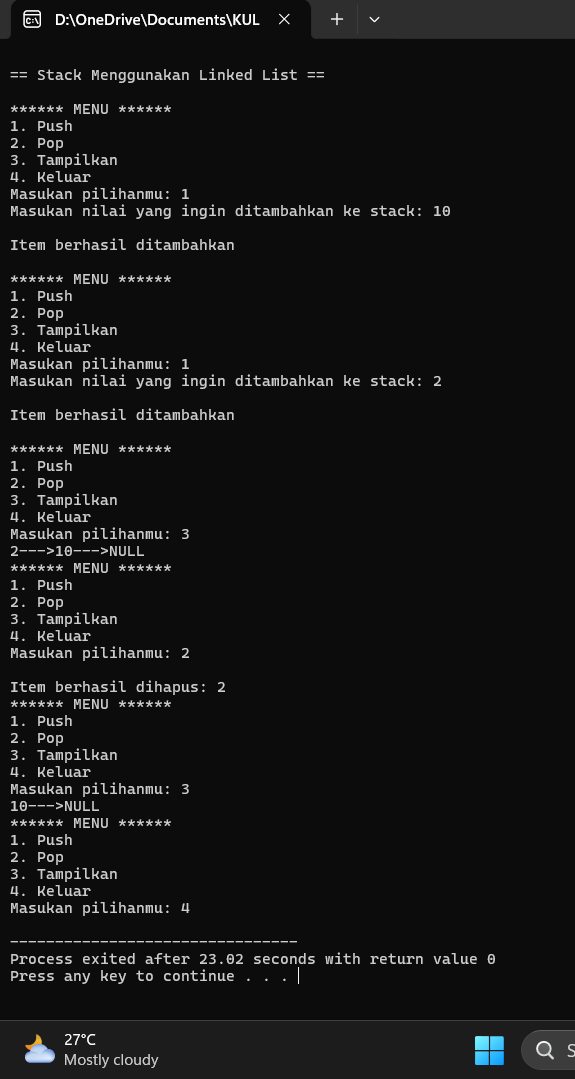 D:\OneDrive\Documents\KUL
== Stack Menggunakan Linked List ==
****** MENU ******
1. Push
2. Pop
3. Tampilkan
4. Keluar
Masukan pilihanmu: 1
Masukan nilai yang ingin ditambahkan ke stack: 10
Item berhasil ditambahkan
****** MENU ******
1. Push
2. Pop
3. Tampilkan
4. Keluar
Masukan pilihanmu: 1
Masukan nilai yang ingin ditambahkan ke stack: 2
Item berhasil ditambahkan
****** MENU ******
1. Push
2. Pop
3. Tampilkan
4. Keluar
Masukan pilihanmu: 3
2--->10--->NULL
****** MENU ******
1. Push
2. Pop
3. Tampilkan
4. Keluar
Masukan pilihanmu: 2
Item berhasil dihapus: 2
****** MENU ******
1. Push
2. Pop
3. Tampilkan
4. Keluar
Masukan pilihanmu: 3
10--->NULL
****** MENU ******
1. Push
2. Pop
3. Tampilkan
4. Keluar
Masukan pilihanmu: 4
--------------------------------
Process exited after 23.02 seconds with return value 0
Press any key to continue . . .
27°C
Mostly cloudy
S